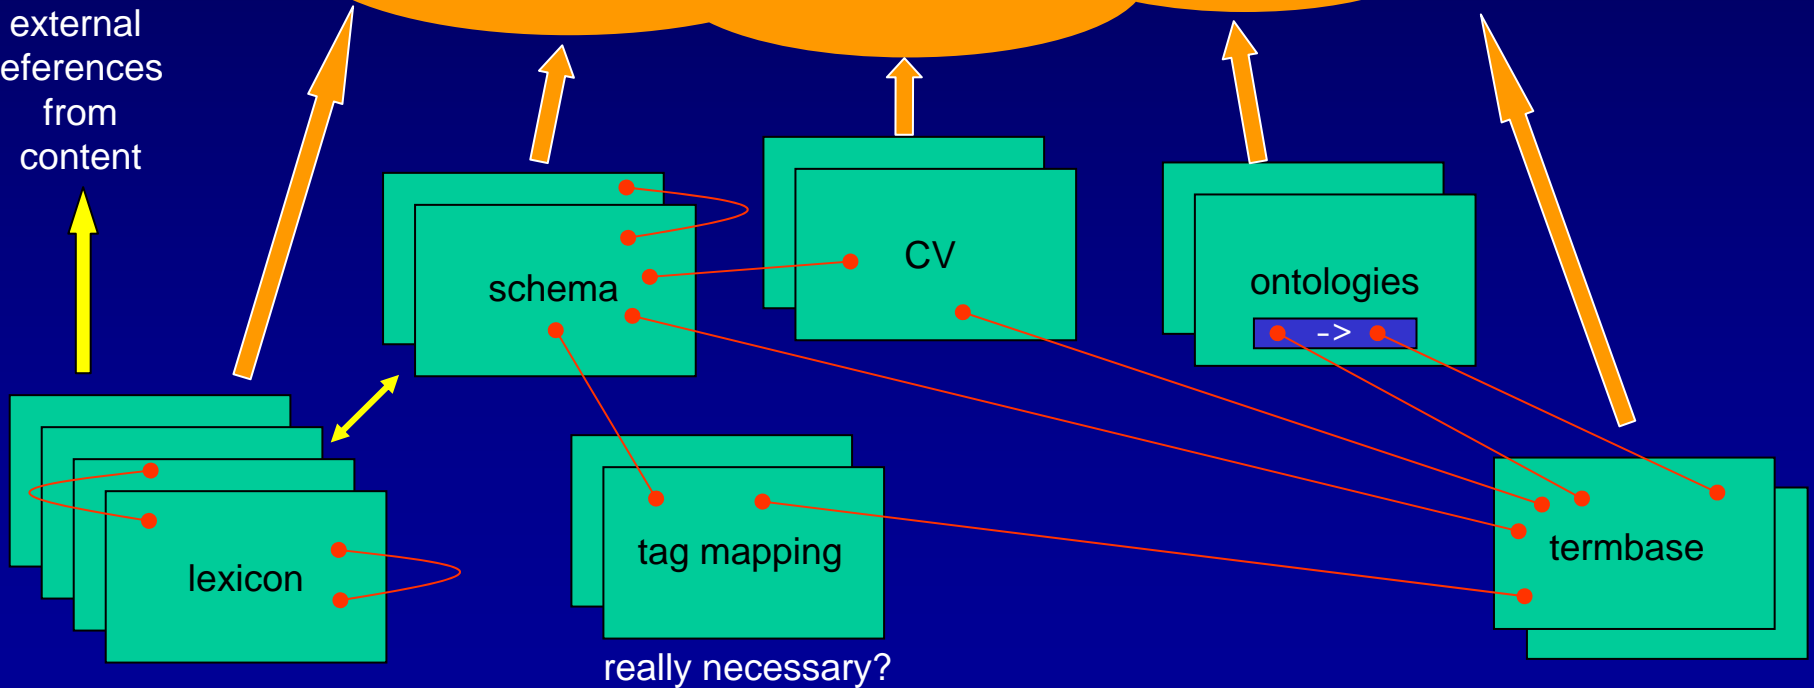 external
eferences
from
content
schema
CV
ontologies
->
lexicon
tag mapping
termbase
really necessary?